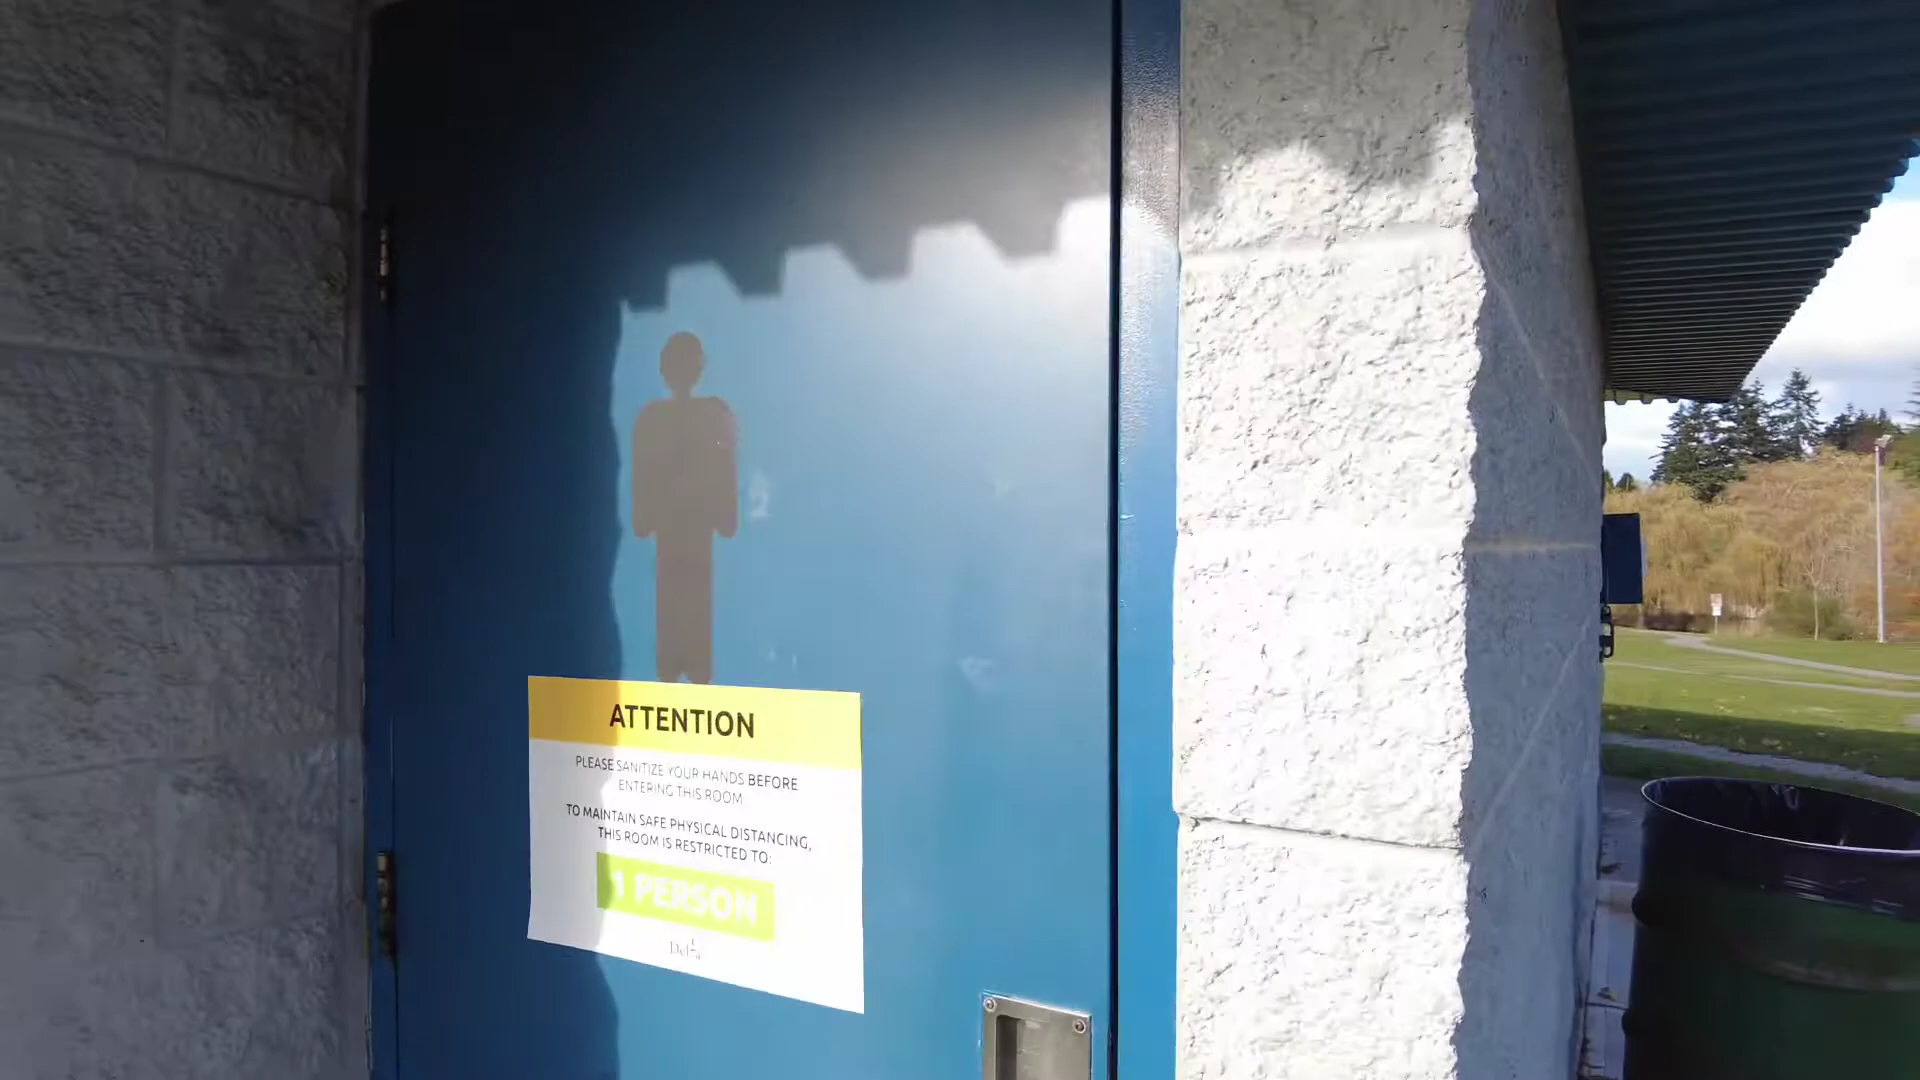 ATTENTION
PLEASE SANITIZE YOUR HANDS BEFORE
ENTERING THIS ROOM
TO MAINTAIN SAFE PHYSICAL DISTANCING,
THIS ROOM IS RESTRICTED TO:
1 PERSON
Delta